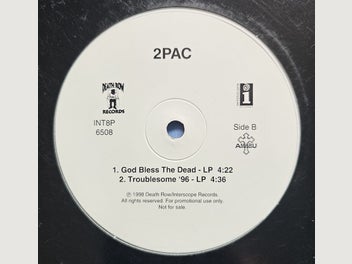 2PAC
DEATH ROW
RECORDS
i
INT8P
6508
Side B
AMARU
1. God Bless The Dead - LP 4:22
2. Troublesome '96 - LP 4:36
℗ 1998 Death Row/Interscope Records.
All rights reserved. For promotional use only.
Not for sale.